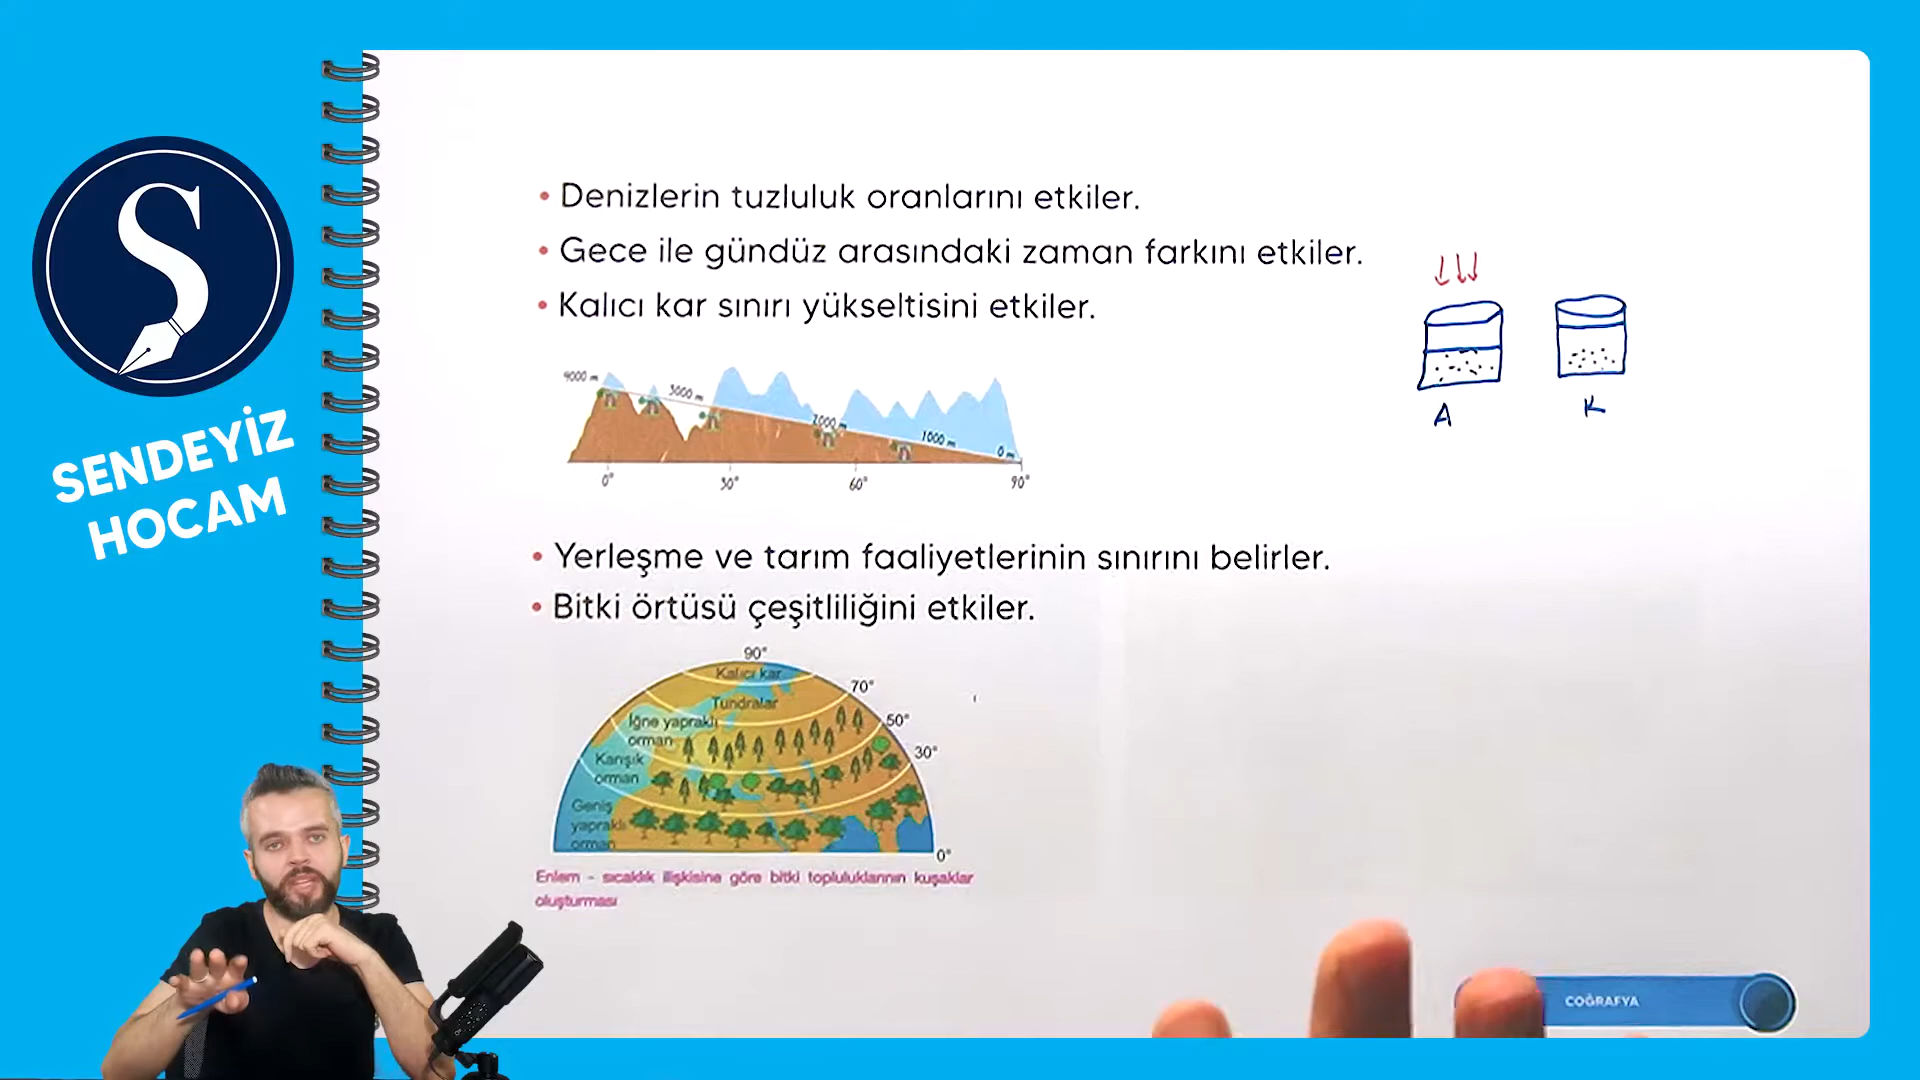 S
SENDEYİZ
HOCAM
• Denizlerin tuzluluk oranlarını etkiler.
• Gece ile gündüz arasındaki zaman farkını etkiler.
• Kalıcı kar sınırı yükseltisini etkiler.
A
K
4000 m
3000 m
2000 m
1000 m
0 m
0°
30°
60°
90°
• Yerleşme ve tarım faaliyetlerinin sınırını belirler.
• Bitki örtüsü çeşitliliğini etkiler.
90°
Kalıcı kar
70°
Tundralar
İğne yapraklı
orman
50°
30°
Karışık
orman
Geniş
yapraklı
orman
0°
Enlem - sıcaklık ilişkisine göre bitki topluluklarının kuşaklar
oluşturması
COĞRAFYA